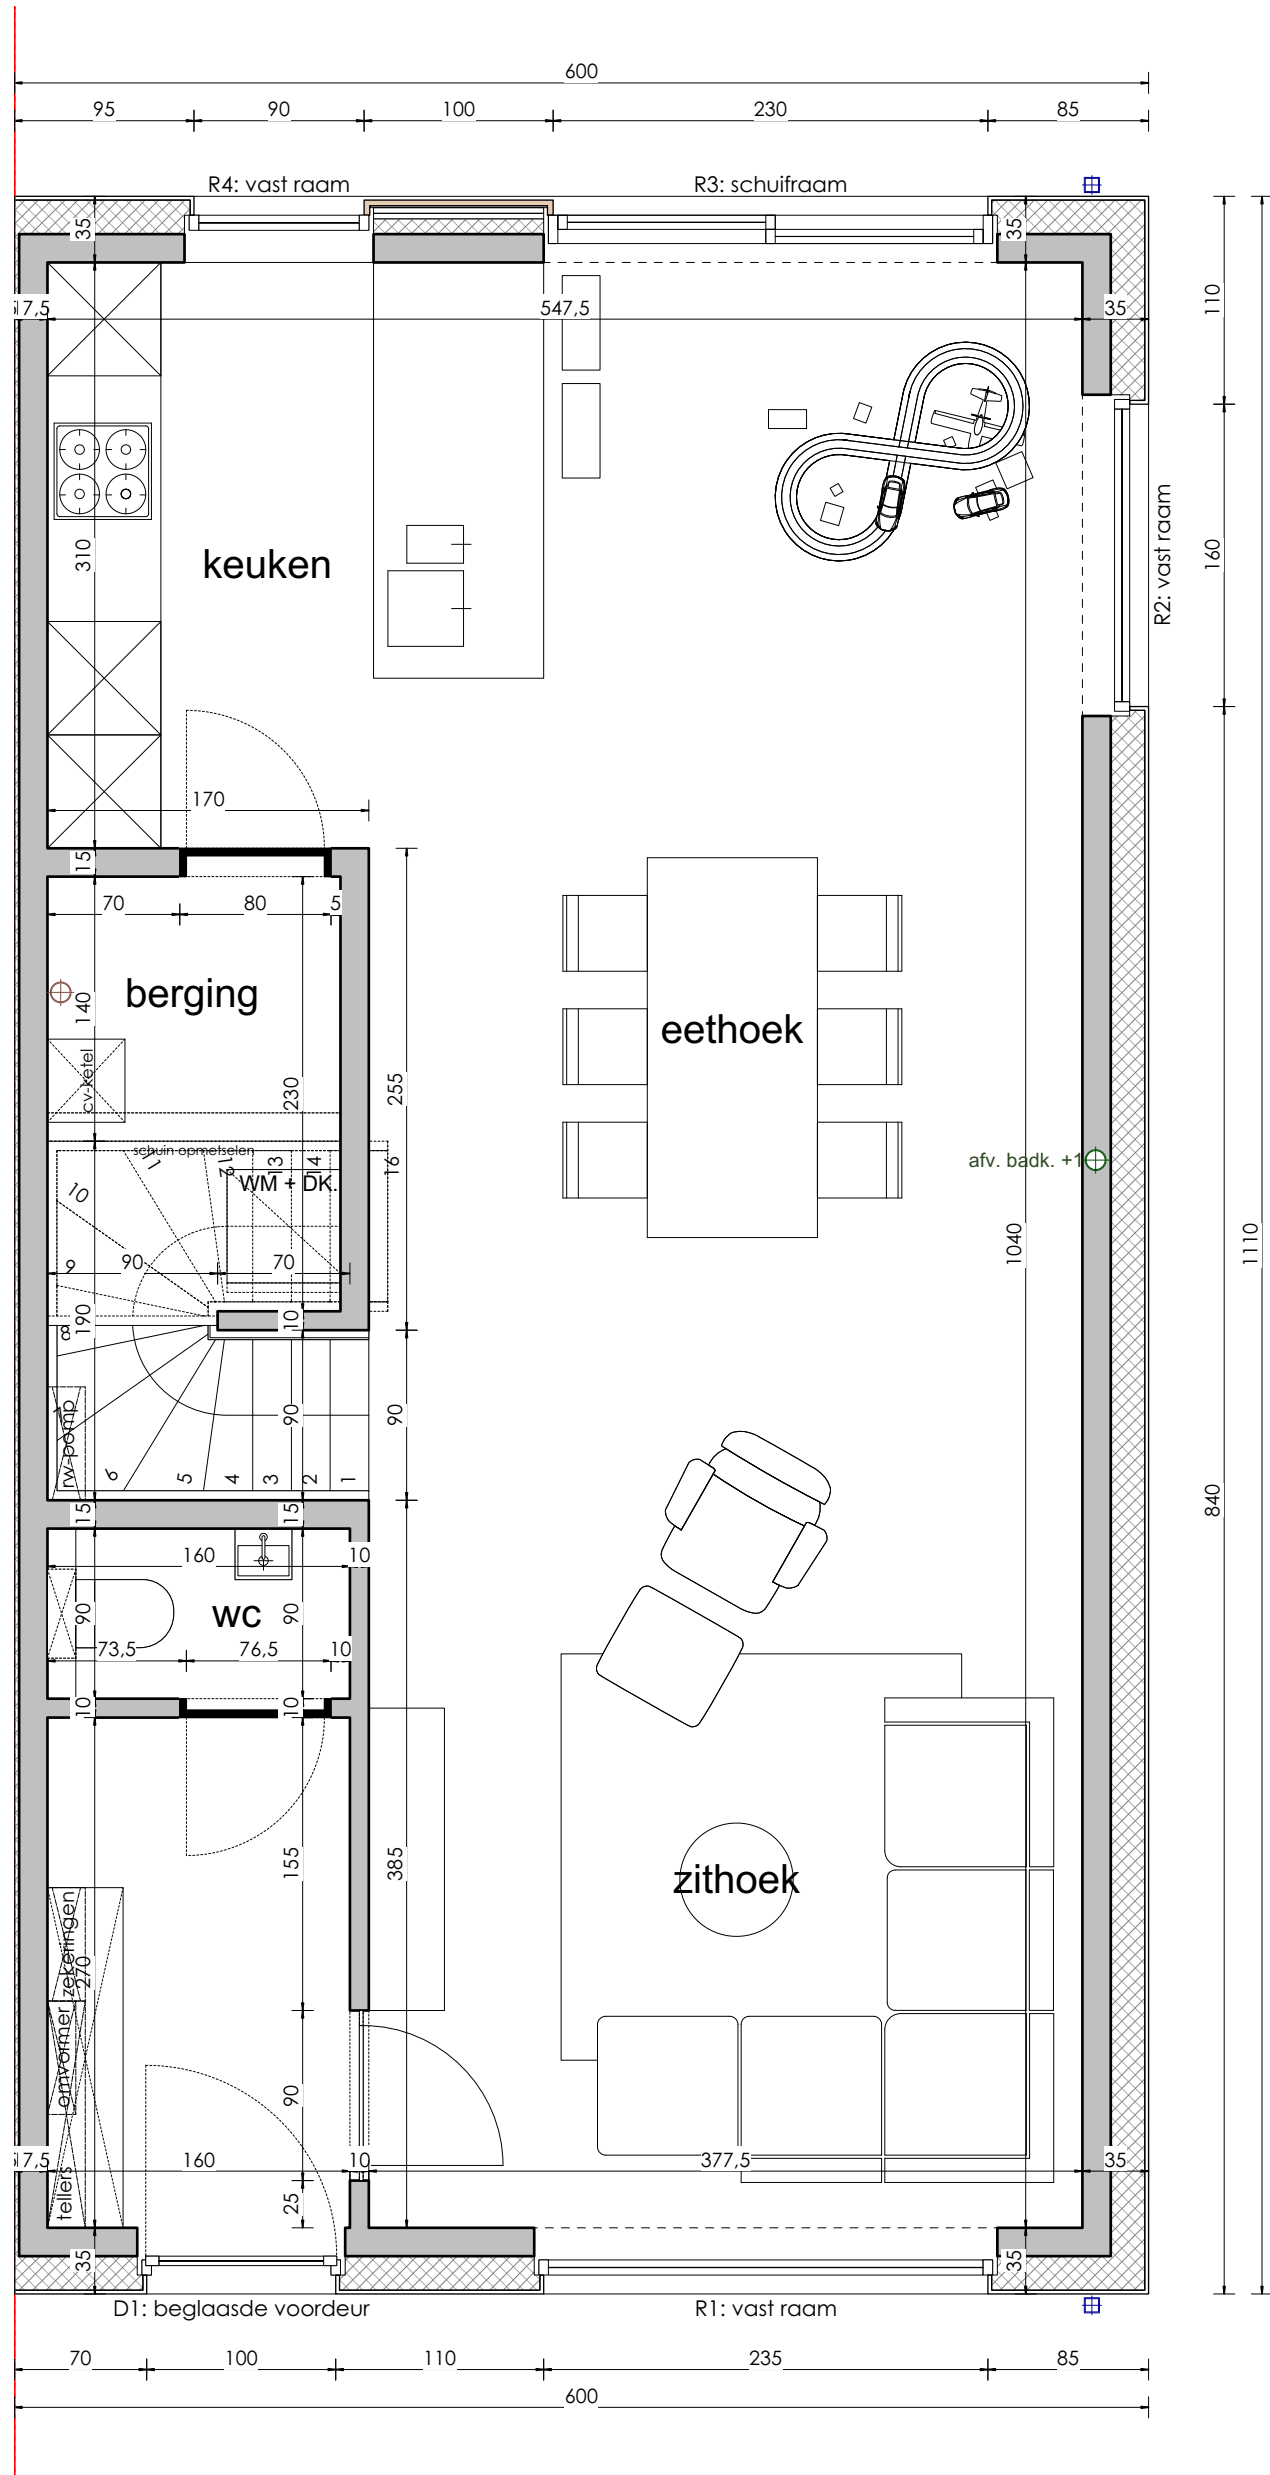 600
95 90 100 230 85
R4: vast raam R3: schuifraam
35 35
17,5 547,5 35
110
160
R2: vast raam
310
keuken
170
15
70 80 5
berging
140
cv-ketel
230
255
eethoek
schuin opmetselen
11 12 13 14 16
WM + DK.
10
afv. badk. +1
9 90 70
1040
1110
8 190 10
90 90
rw-pomp
6 5 4 3 2 1
840
15 15
160 10
wc
90 90
73,5 76,5 10
10 10
155
385
zithoek
zekeringen
270
omvormer
90
17,5 160 10 377,5 35
tellers
25
35 35
D1: beglaasde voordeur R1: vast raam
70 100 110 235 85
600